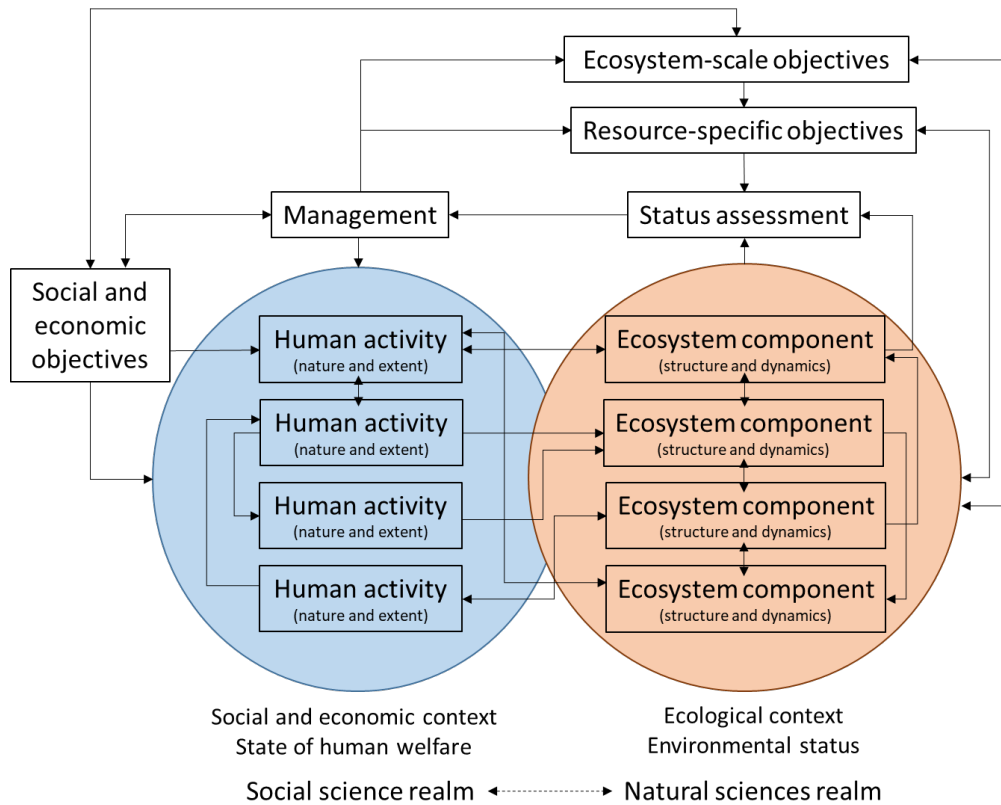 Ecosystem-scale objectives
Resource-specific objectives
Management
Status assessment
Social and
economic
objectives
Human activity
(nature and extent)
Human activity
(nature and extent)
Human activity
(nature and extent)
Human activity
(nature and extent)
Ecosystem component
(structure and dynamics)
Ecosystem component
(structure and dynamics)
Ecosystem component
(structure and dynamics)
Ecosystem component
(structure and dynamics)
Social and economic context
State of human welfare
Ecological context
Environmental status
Social science realm
Natural sciences realm